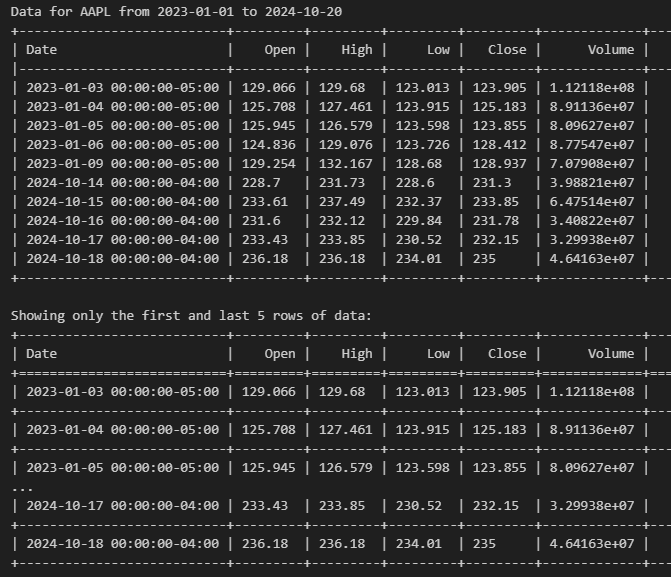 Data for AAPL from 2023-01-01 to 2024-10-20
+---------------------------+---------+---------+---------+---------+-------------+---
| Date                      |    Open |    High |     Low |   Close |      Volume |
|---------------------------+---------+---------+---------+---------+-------------+---
| 2023-01-03 00:00:00-05:00 | 129.066 | 129.68  | 123.013 | 123.905 | 1.12118e+08 |
| 2023-01-04 00:00:00-05:00 | 125.708 | 127.461 | 123.915 | 125.183 | 8.91136e+07 |
| 2023-01-05 00:00:00-05:00 | 125.945 | 126.579 | 123.598 | 123.855 | 8.09627e+07 |
| 2023-01-06 00:00:00-05:00 | 124.836 | 129.076 | 123.726 | 128.412 | 8.77547e+07 |
| 2023-01-09 00:00:00-05:00 | 129.254 | 132.167 | 128.68  | 128.937 | 7.07908e+07 |
| 2024-10-14 00:00:00-04:00 | 228.7   | 231.73  | 228.6   | 231.3   | 3.98821e+07 |
| 2024-10-15 00:00:00-04:00 | 233.61  | 237.49  | 232.37  | 233.85  | 6.47514e+07 |
| 2024-10-16 00:00:00-04:00 | 231.6   | 232.12  | 229.84  | 231.78  | 3.40822e+07 |
| 2024-10-17 00:00:00-04:00 | 233.43  | 233.85  | 230.52  | 232.15  | 3.29938e+07 |
| 2024-10-18 00:00:00-04:00 | 236.18  | 236.18  | 234.01  | 235     | 4.64163e+07 |
+---------------------------+---------+---------+---------+---------+-------------+---
Showing only the first and last 5 rows of data:
+---------------------------+---------+---------+---------+---------+-------------+---
| Date                      |    Open |    High |     Low |   Close |      Volume |
+===========================+=========+=========+=========+=========+=============+===
| 2023-01-03 00:00:00-05:00 | 129.066 | 129.68  | 123.013 | 123.905 | 1.12118e+08 |
+---------------------------+---------+---------+---------+---------+-------------+---
| 2023-01-04 00:00:00-05:00 | 125.708 | 127.461 | 123.915 | 125.183 | 8.91136e+07 |
+---------------------------+---------+---------+---------+---------+-------------+---
| 2023-01-05 00:00:00-05:00 | 125.945 | 126.579 | 123.598 | 123.855 | 8.09627e+07 |
...
| 2024-10-17 00:00:00-04:00 | 233.43  | 233.85  | 230.52  | 232.15  | 3.29938e+07 |
+---------------------------+---------+---------+---------+---------+-------------+---
| 2024-10-18 00:00:00-04:00 | 236.18  | 236.18  | 234.01  | 235     | 4.64163e+07 |
+---------------------------+---------+---------+---------+---------+-------------+---